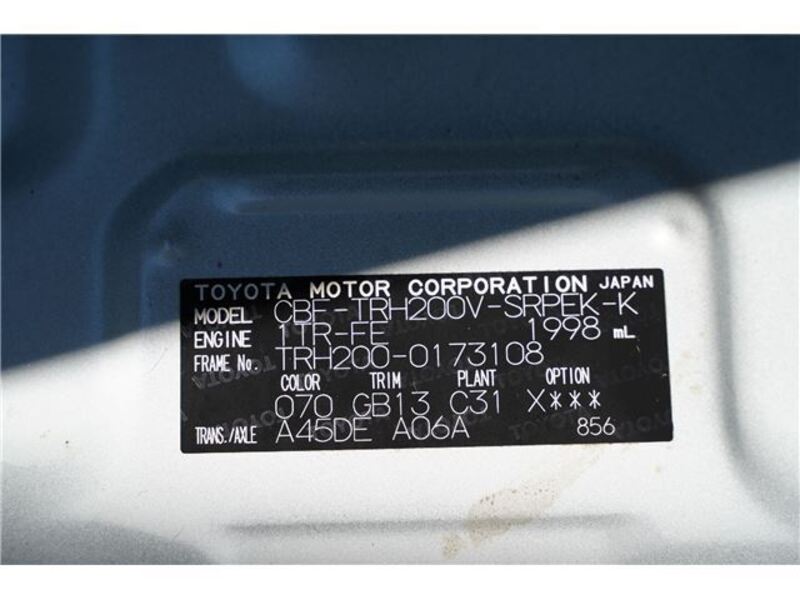 TOYOTA MOTOR CORPORATION JAPAN
MODEL CBF-TRH200V-SRPEK-K
ENGINE 1TR-FE 1998 mL
FRAME No. TRH200-0173108
COLOR TRIM PLANT OPTION
070 GB13 C31 X***
TRANS./AXLE A45DE A06A 856